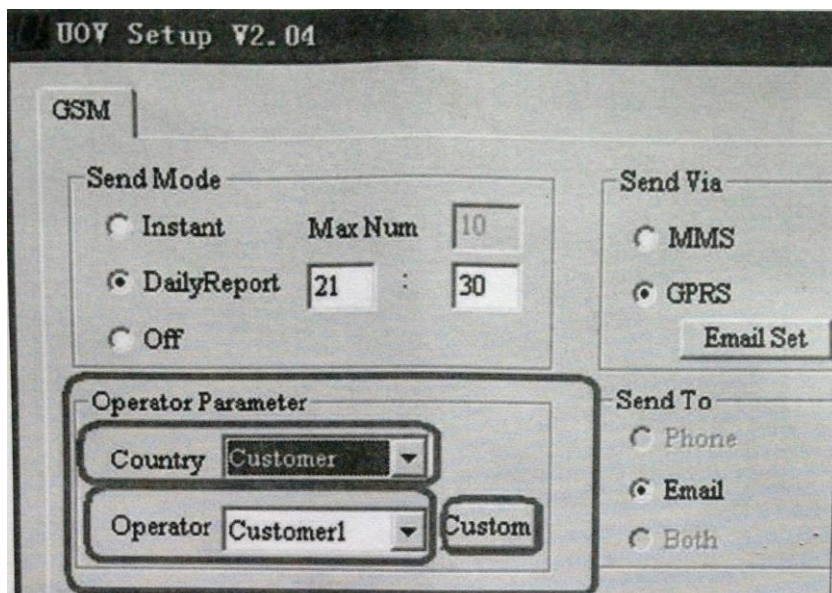 UOV Setup V2.04
GSM
Send Mode
Instant Max Num 10
DailyReport 21 : 30
Off
Send Via
MMS
GPRS
Email Set
Operator Parameter
Country Customer
Operator Customer1 Custom
Send To
Phone
Email
Both